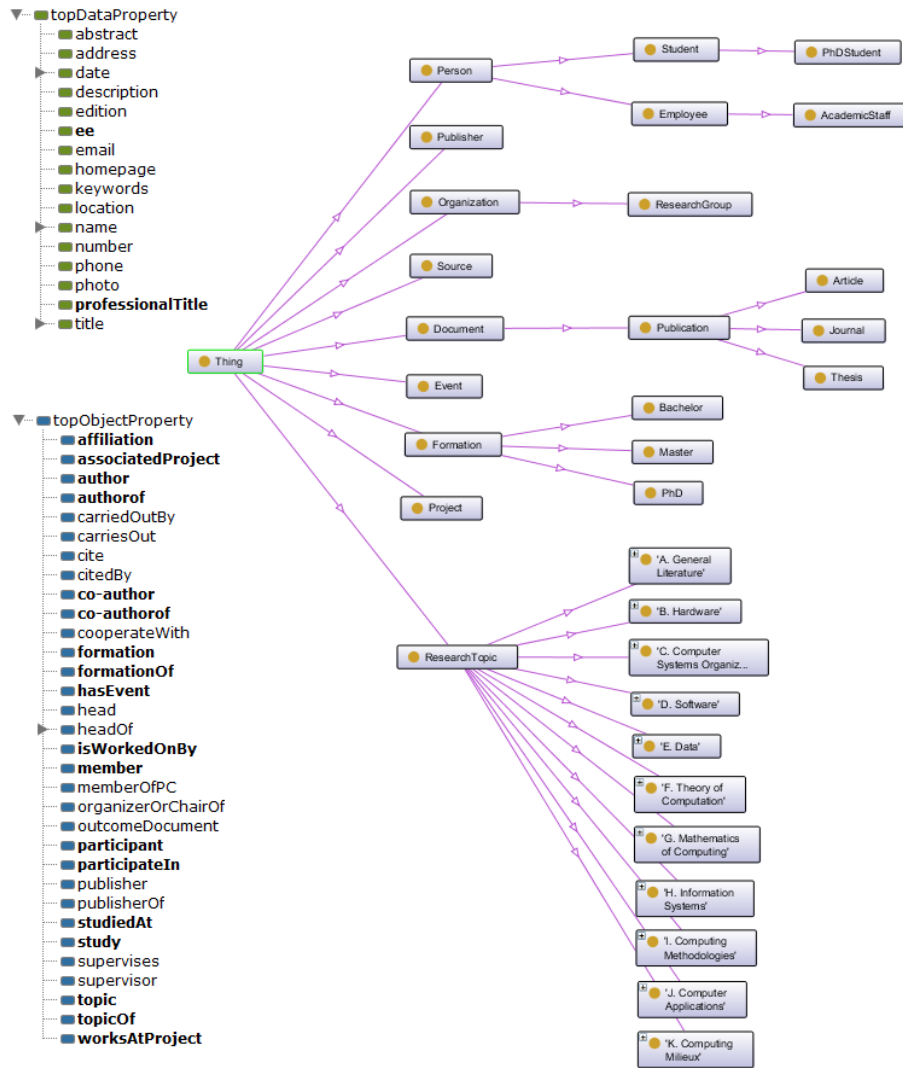 topDataProperty
abstract
address
date
description
edition
ee
email
homepage
keywords
location
name
number
phone
photo
professionalTitle
title
topObjectProperty
affiliation
associatedProject
author
authorof
carriedOutBy
carriesOut
cite
citedBy
co-author
co-authorof
cooperateWith
formation
formationOf
hasEvent
head
headOf
isWorkedOnBy
member
memberOfPC
organizerOrChairOf
outcomeDocument
participant
participateIn
publisher
publisherOf
studiedAt
study
supervises
supervisor
topic
topicOf
worksAtProject
Thing
Person
Student
PhDStudent
Employee
AcademicStaff
Publisher
Organization
ResearchGroup
Source
Document
Publication
Article
Journal
Thesis
Event
Formation
Bachelor
Master
PhD
Project
ResearchTopic
'A. General
Literature'
'B. Hardware'
'C. Computer
Systems Organiz...
'D. Software'
'E. Data'
'F. Theory of
Computation'
'G. Mathematics
of Computing'
'H. Information
Systems'
'I. Computing
Methodologies'
'J. Computer
Applications'
'K. Computing
Milieux'